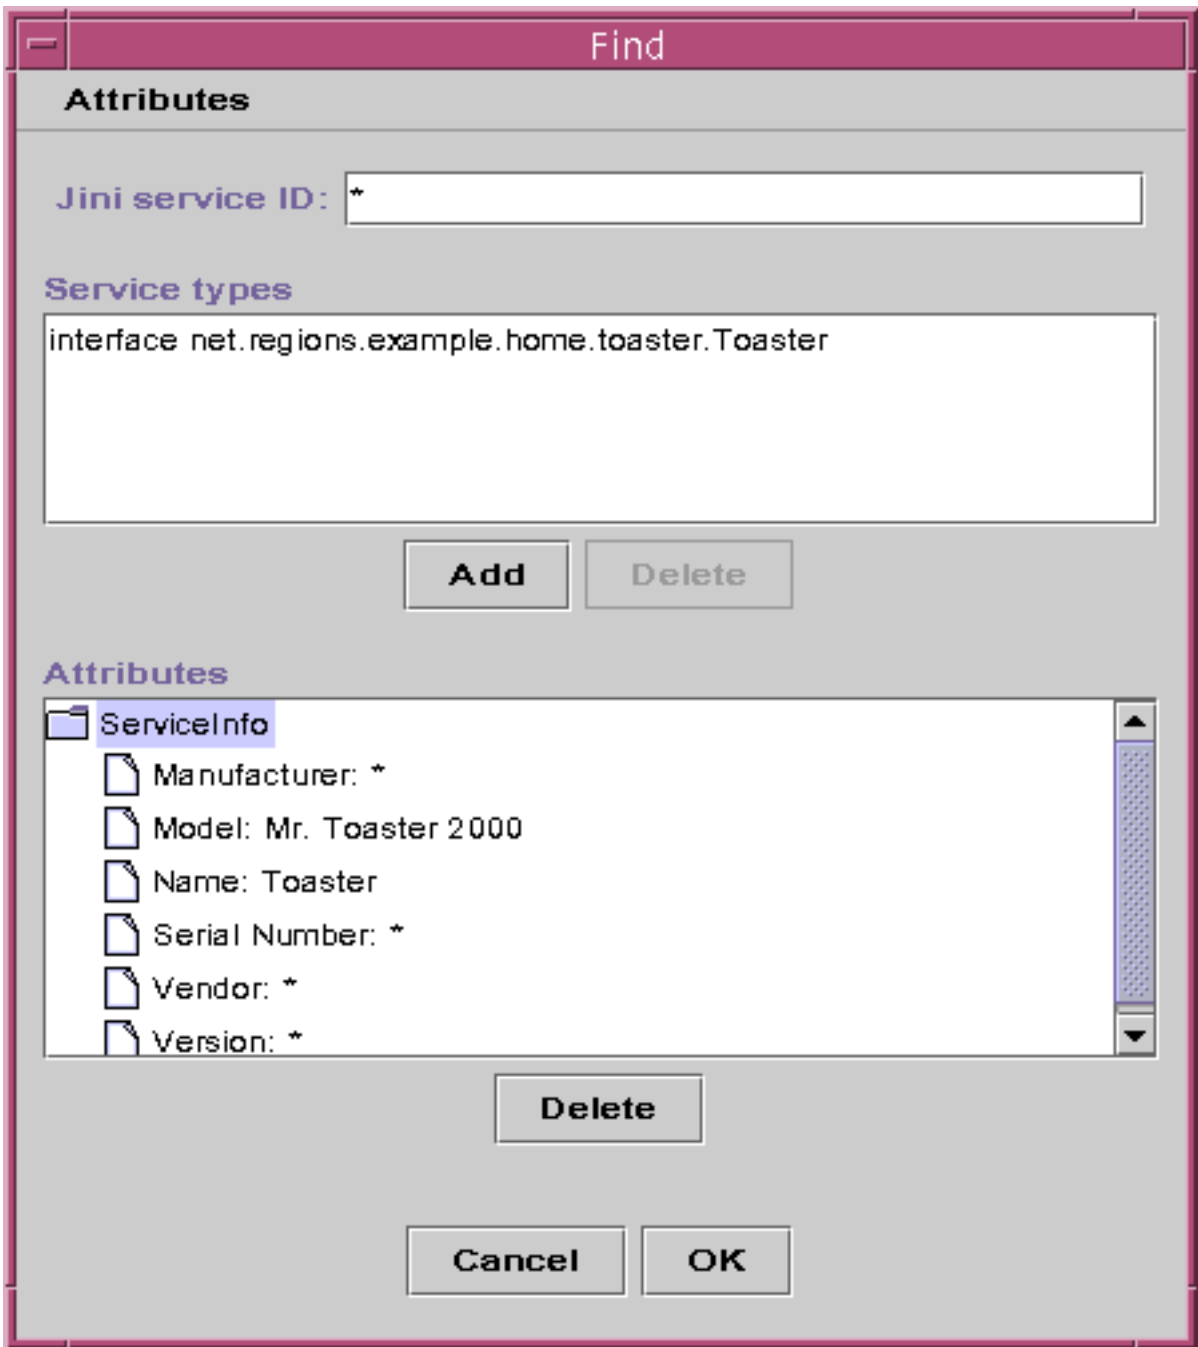 Find
Attributes
Jini service ID: *
Service types
interface net.regions.example.home.toaster.Toaster
Add Delete
Attributes
ServiceInfo
Manufacturer: *
Model: Mr. Toaster 2000
Name: Toaster
Serial Number: *
Vendor: *
Version: *
Delete
Cancel OK